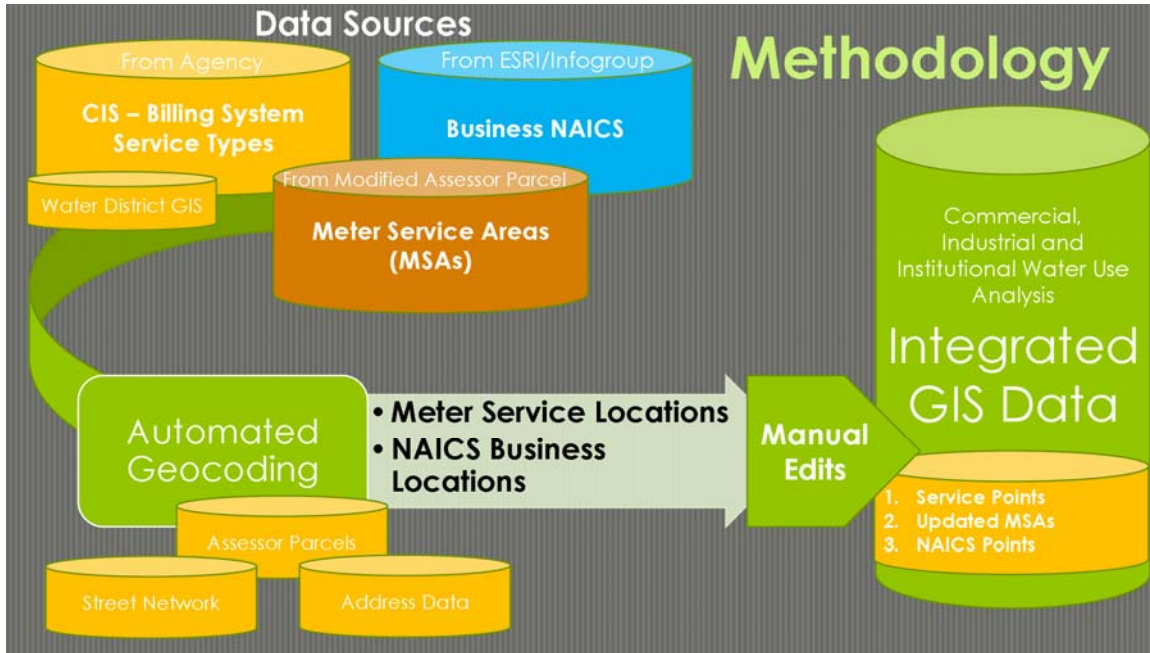 Data Sources
Methodology
From Agency
CIS – Billing System
Service Types
From ESRI/Infogroup
Business NAICS
Water District GIS
From Modified Assessor Parcel
Meter Service Areas
(MSAs)
Automated
Geocoding
• Meter Service Locations
• NAICS Business
Locations
Manual
Edits
Assessor Parcels
Street Network
Address Data
Commercial,
Industrial and
Institutional Water Use
Analysis
Integrated
GIS Data
1. Service Points
2. Updated MSAs
3. NAICS Points